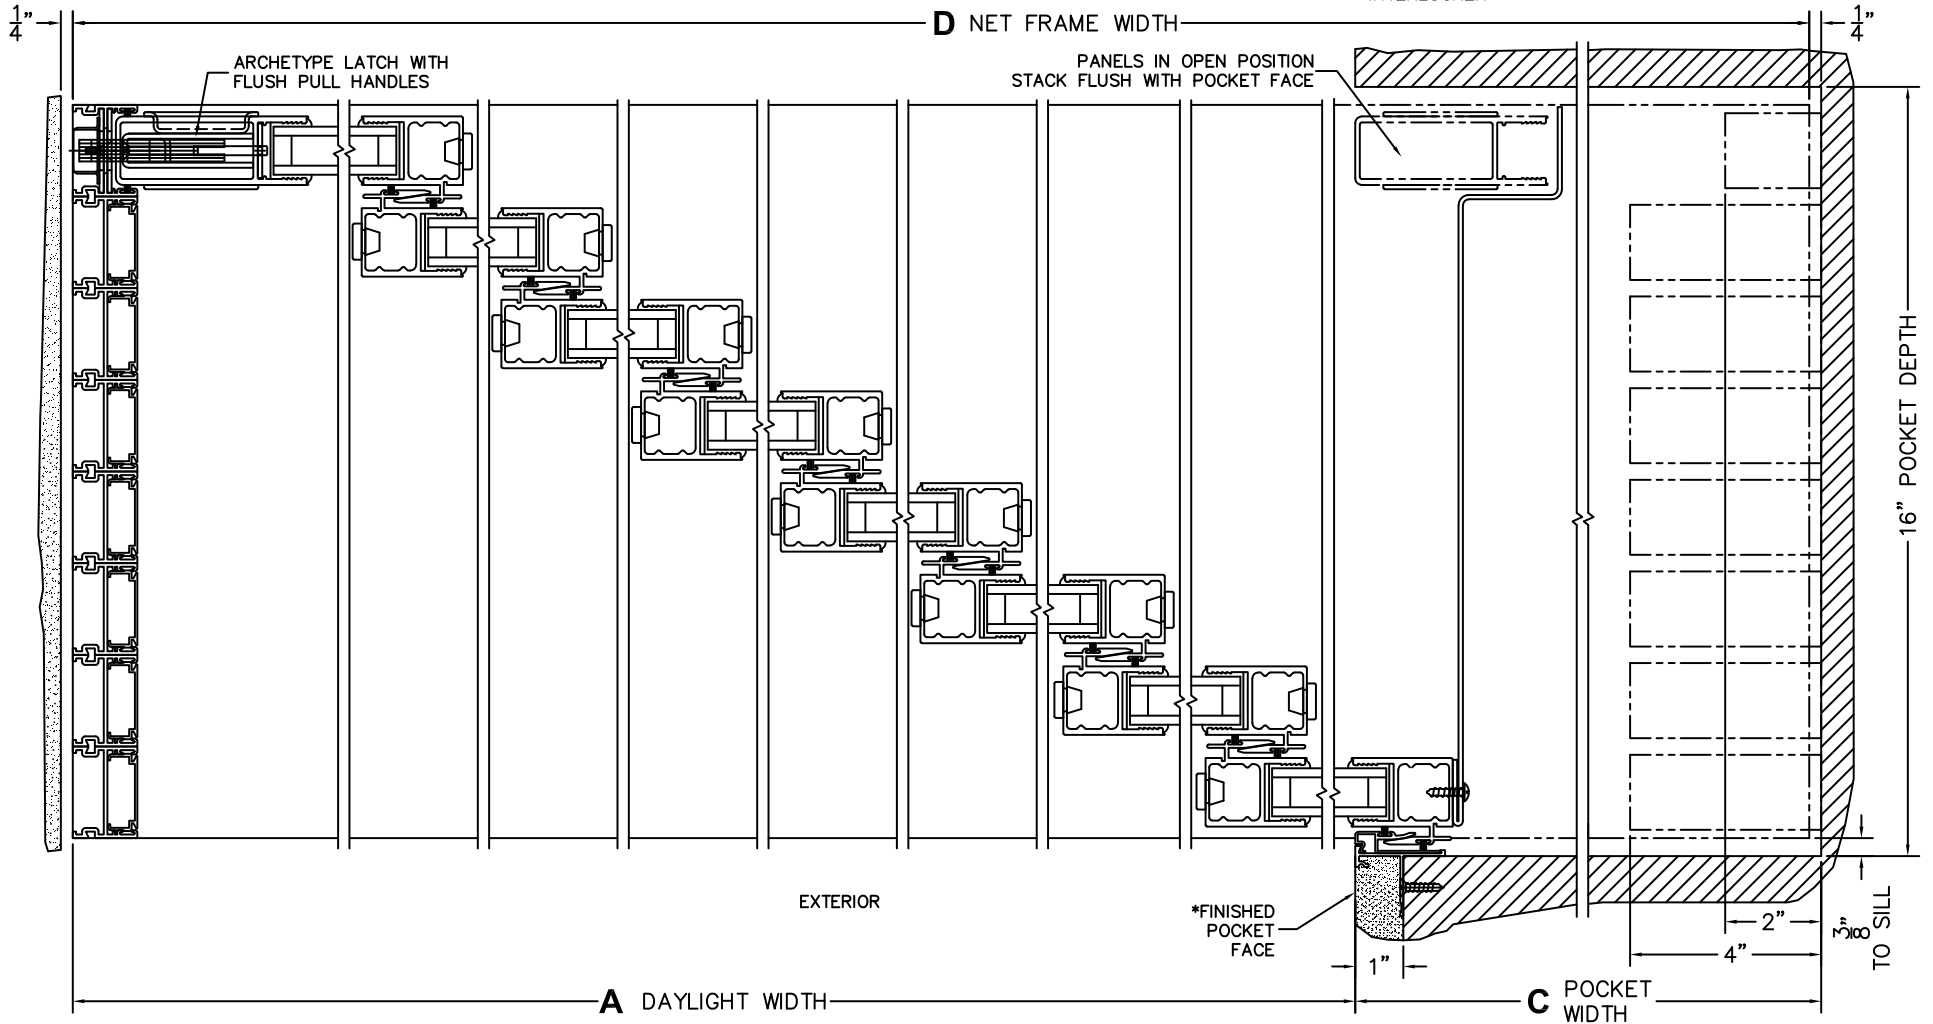 1/4"
D NET FRAME WIDTH
1/4"
ARCHETYPE LATCH WITH
FLUSH PULL HANDLES
PANELS IN OPEN POSITION
STACK FLUSH WITH POCKET FACE
16" POCKET DEPTH
EXTERIOR
*FINISHED
POCKET
FACE
2"
4"
1"
3/8"
TO SILL
A DAYLIGHT WIDTH
C POCKET
WIDTH